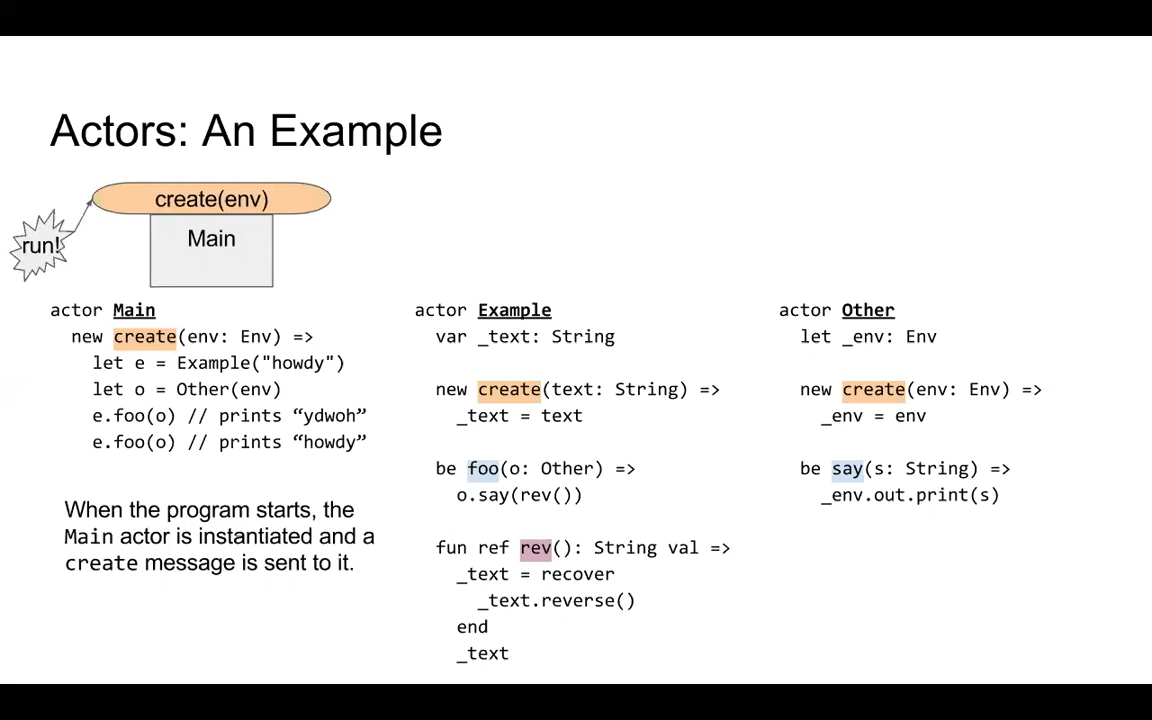 Actors: An Example
create(env)
run!
Main
actor Main
new create(env: Env) =>
let e = Example("howdy")
let o = Other(env)
e.foo(o) // prints “ydwoh”
e.foo(o) // prints “howdy”
When the program starts, the
Main actor is instantiated and a
create message is sent to it.
actor Example
var _text: String
new create(text: String) =>
_text = text
be foo(o: Other) =>
o.say(rev())
fun ref rev(): String val =>
_text = recover
_text.reverse()
end
_text
actor Other
let _env: Env
new create(env: Env) =>
_env = env
be say(s: String) =>
_env.out.print(s)